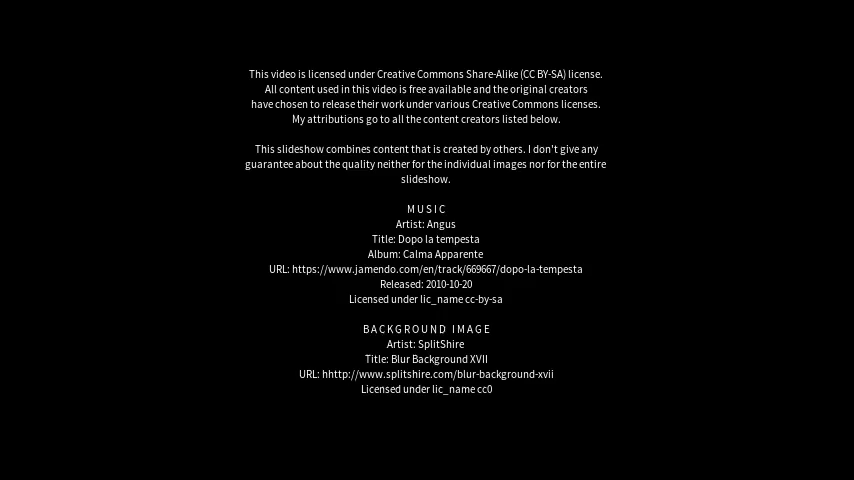 This video is licensed under Creative Commons Share-Alike (CC BY-SA) license.
All content used in this video is free available and the original creators
have chosen to release their work under various Creative Commons licenses.
My attributions go to all the content creators listed below.
This slideshow combines content that is created by others. I don't give any
guarantee about the quality neither for the individual images nor for the entire
slideshow.
MUSIC
Artist: Angus
Title: Dopo la tempesta
Album: Calma Apparente
URL: https://www.jamendo.com/en/track/669667/dopo-la-tempesta
Released: 2010-10-20
Licensed under lic_name cc-by-sa
BACKGROUND IMAGE
Artist: SplitShire
Title: Blur Background XVII
URL: hhttp://www.splitshire.com/blur-background-xvii
Licensed under lic_name cc0